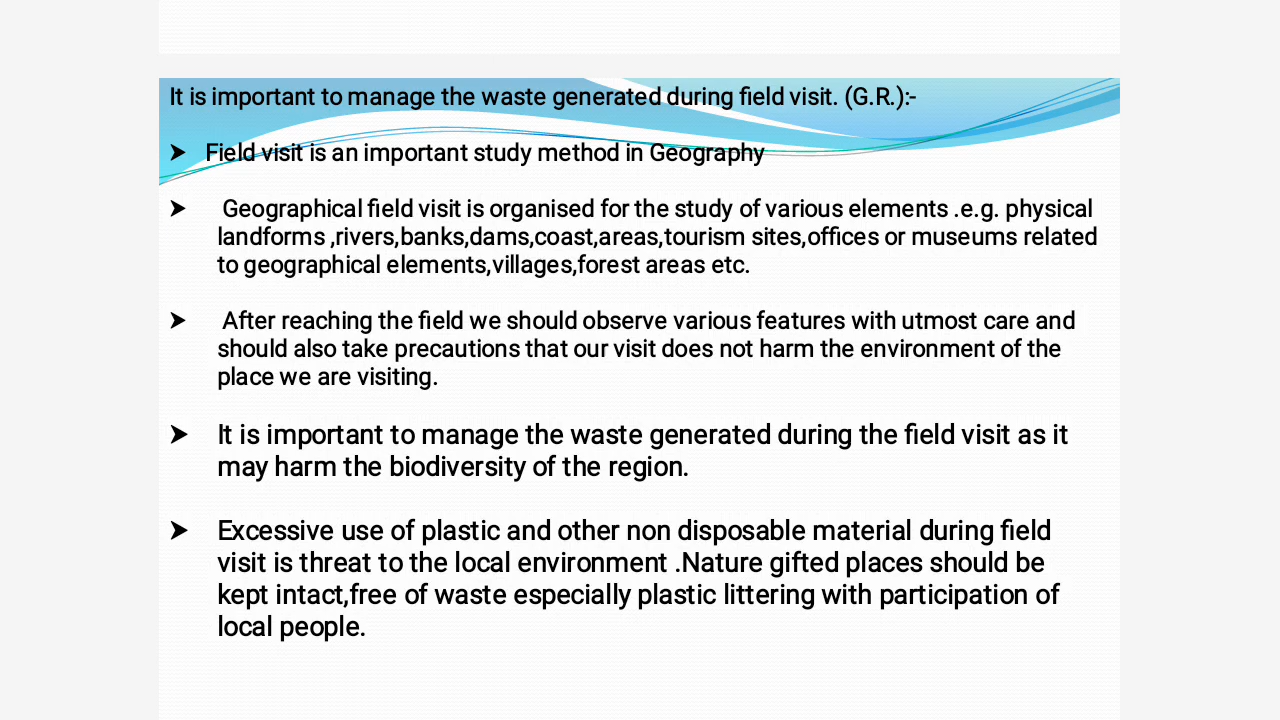 It is important to manage the waste generated during field visit. (G.R.):-
Field visit is an important study method in Geography
Geographical field visit is organised for the study of various elements .e.g. physical
landforms ,rivers,banks,dams,coast,areas,tourism sites,offices or museums related
to geographical elements,villages,forest areas etc.
After reaching the field we should observe various features with utmost care and
should also take precautions that our visit does not harm the environment of the
place we are visiting.
It is important to manage the waste generated during the field visit as it
may harm the biodiversity of the region.
Excessive use of plastic and other non disposable material during field
visit is threat to the local environment .Nature gifted places should be
kept intact,free of waste especially plastic littering with participation of
local people.